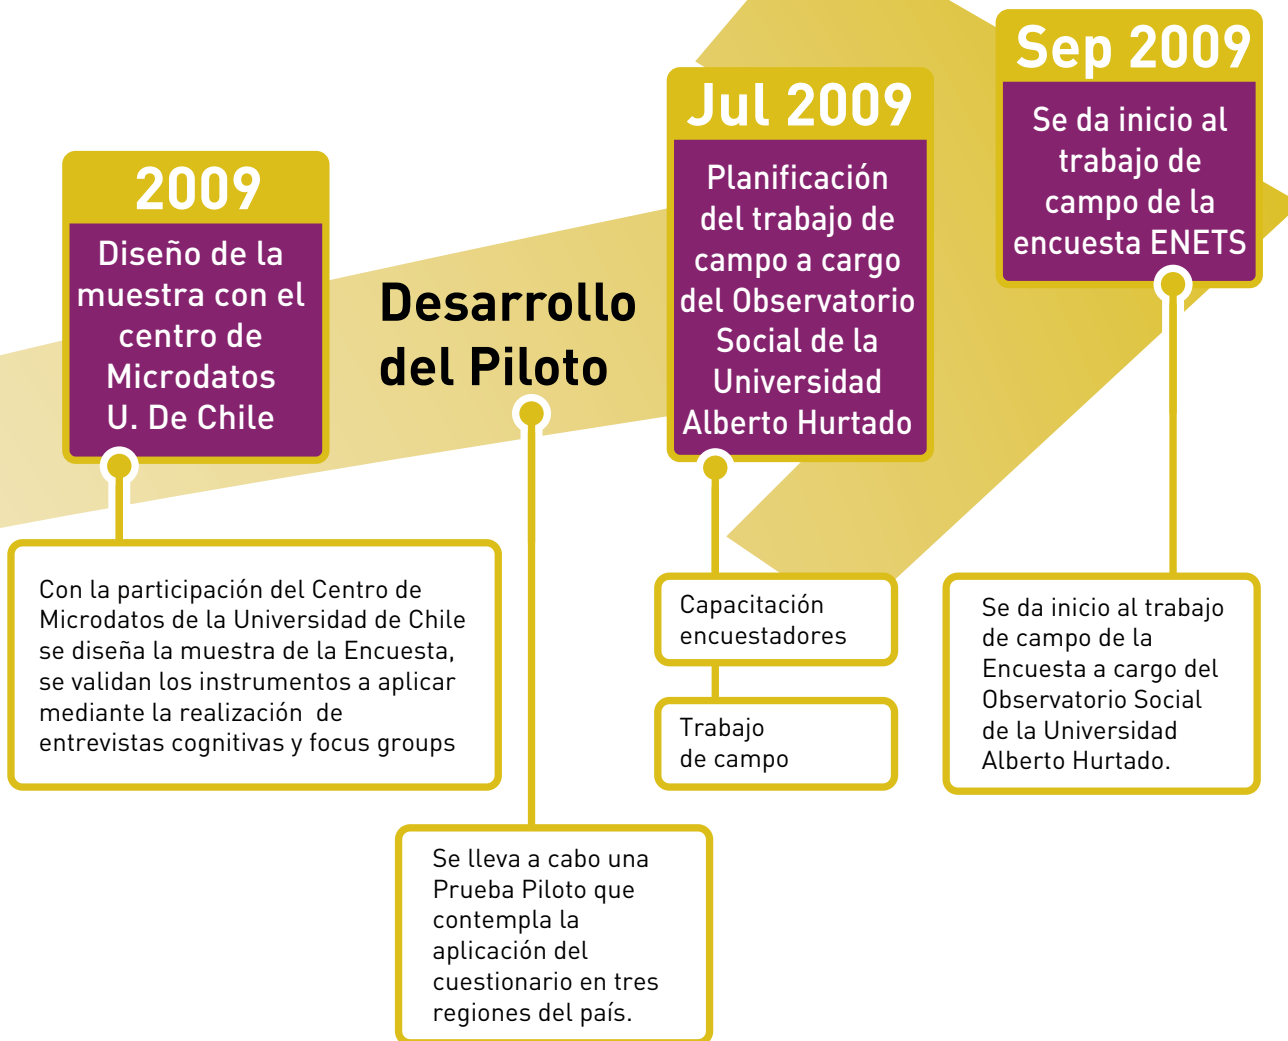 2009
Diseño de la
muestra con el
centro de
Microdatos
U. De Chile
Con la participación del Centro de
Microdatos de la Universidad de Chile
se diseña la muestra de la Encuesta,
se validan los instrumentos a aplicar
mediante la realización de
entrevistas cognitivas y focus groups
Desarrollo
del Piloto
Se lleva a cabo una
Prueba Piloto que
contempla la
aplicación del
cuestionario en tres
regiones del país.
Jul 2009
Planificación
del trabajo de
campo a cargo
del Observatorio
Social de la
Universidad
Alberto Hurtado
Capacitación
encuestadores
Trabajo
de campo
Sep 2009
Se da inicio al
trabajo de
campo de la
encuesta ENETS
Se da inicio al trabajo
de campo de la
Encuesta a cargo del
Observatorio Social
de la Universidad
Alberto Hurtado.